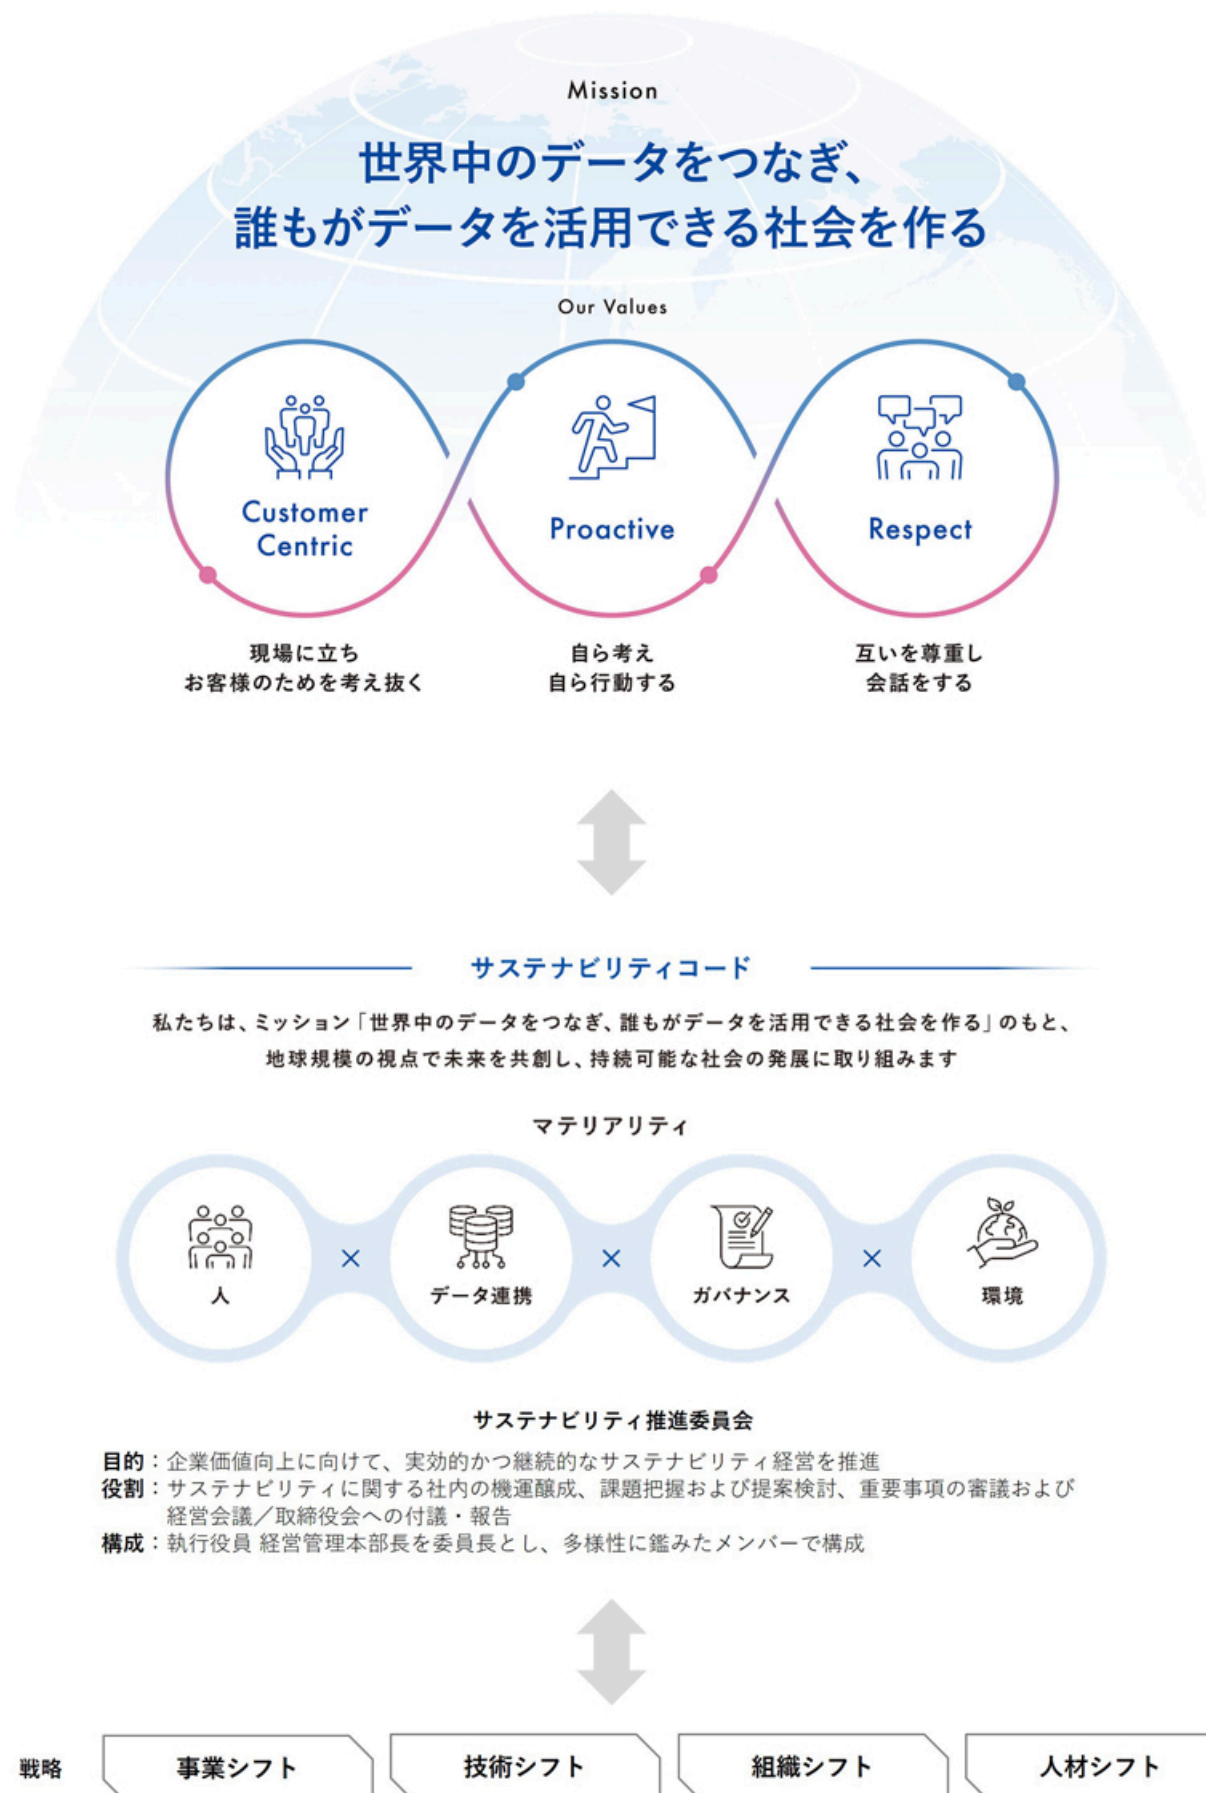 Mission
世界中のデータをつなぎ、
誰もがデータを活用できる社会を作る
Our Values
Customer
Centric
Proactive
Respect
現場に立ち
お客様のためを考え抜く
自ら考え
自ら行動する
互いを尊重し
会話をする
サステナビリティコード
私たちは、ミッション「世界中のデータをつなぎ、誰もがデータを活用できる社会を作る」のもと、
地球規模の視点で未来を共創し、持続可能な社会の発展に取り組みます
マテリアリティ
人 × データ連携 × ガバナンス × 環境
サステナビリティ推進委員会
目的：企業価値向上に向けて、実効的かつ継続的なサステナビリティ経営を推進
役割：サステナビリティに関する社内の機運醸成、課題把握および提案検討、重要事項の審議および
経営会議／取締役会への付議・報告
構成：執行役員 経営管理本部長を委員長とし、多様性に鑑みたメンバーで構成
戦略 事業シフト 技術シフト 組織シフト 人材シフト